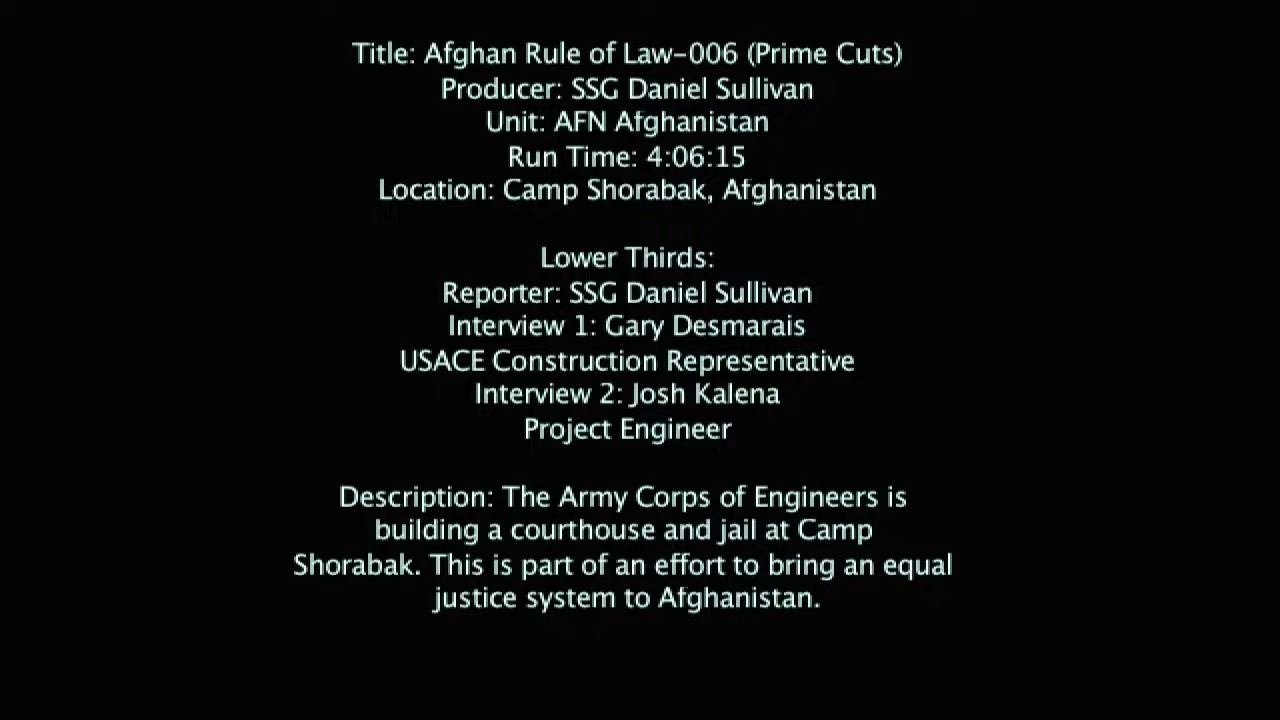 Title: Afghan Rule of Law-006 (Prime Cuts)
Producer: SSG Daniel Sullivan
Unit: AFN Afghanistan
Run Time: 4:06:15
Location: Camp Shorabak, Afghanistan
Lower Thirds:
Reporter: SSG Daniel Sullivan
Interview 1: Gary Desmarais
USACE Construction Representative
Interview 2: Josh Kalena
Project Engineer
Description: The Army Corps of Engineers is
building a courthouse and jail at Camp
Shorabak. This is part of an effort to bring an equal
justice system to Afghanistan.